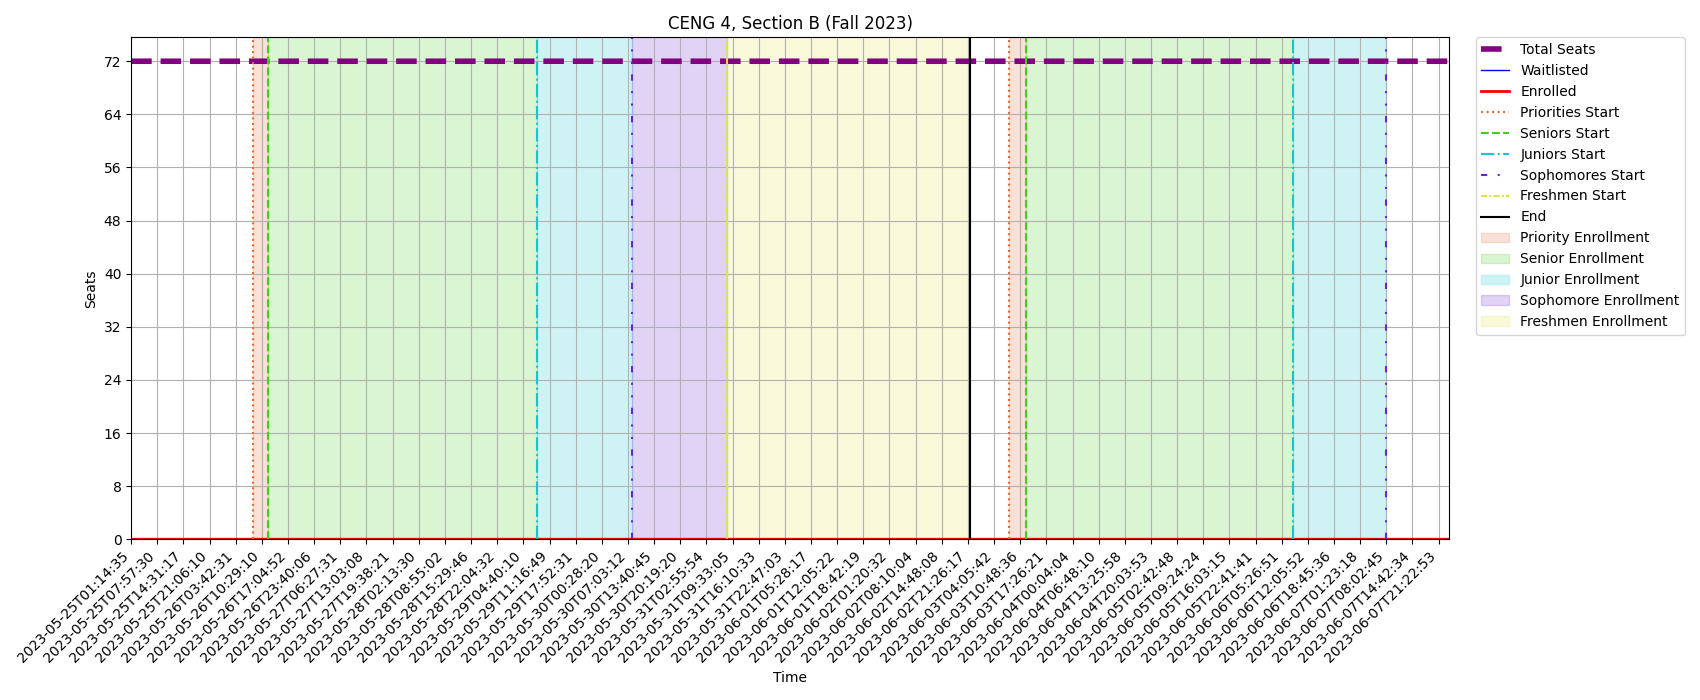 CENG 4, Section B (Fall 2023)
72
64
56
48
40
32
24
16
8
0
Seats
2023-05-25T01:14:35
2023-05-25T07:57:30
2023-05-25T14:31:17
2023-05-25T21:06:10
2023-05-26T03:42:31
2023-05-26T10:29:10
2023-05-26T17:04:52
2023-05-26T23:40:06
2023-05-27T06:27:31
2023-05-27T13:03:08
2023-05-27T19:38:21
2023-05-28T02:13:30
2023-05-28T08:55:02
2023-05-28T15:29:46
2023-05-28T22:04:32
2023-05-29T04:40:10
2023-05-29T11:16:49
2023-05-29T17:52:31
2023-05-30T00:28:20
2023-05-30T07:03:12
2023-05-30T13:40:45
2023-05-30T20:19:20
2023-05-31T02:55:54
2023-05-31T09:33:05
2023-05-31T16:10:33
2023-05-31T22:47:03
2023-06-01T05:28:17
2023-06-01T12:05:22
2023-06-01T18:42:19
2023-06-02T01:20:32
2023-06-02T08:10:04
2023-06-02T14:48:08
2023-06-02T21:26:17
2023-06-03T04:05:42
2023-06-03T10:48:36
2023-06-03T17:26:21
2023-06-04T00:04:04
2023-06-04T06:48:10
2023-06-04T13:25:58
2023-06-04T20:03:53
2023-06-05T02:42:48
2023-06-05T09:24:24
2023-06-05T16:03:15
2023-06-05T22:41:41
2023-06-06T05:26:51
2023-06-06T12:05:52
2023-06-06T18:45:36
2023-06-07T01:23:18
2023-06-07T08:02:45
2023-06-07T14:42:34
2023-06-07T21:22:53
Time
Total Seats
Waitlisted
Enrolled
Priorities Start
Seniors Start
Juniors Start
Sophomores Start
Freshmen Start
End
Priority Enrollment
Senior Enrollment
Junior Enrollment
Sophomore Enrollment
Freshmen Enrollment